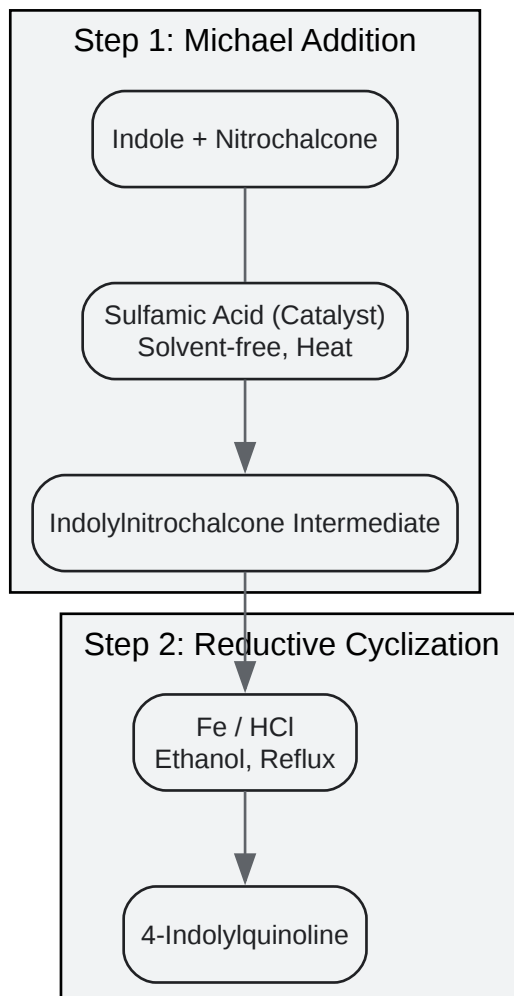 Step 1: Michael Addition
Indole + Nitrochalcone
Sulfamic Acid (Catalyst)
Solvent-free, Heat
Indolylnitrochalcone Intermediate
Step 2: Reductive Cyclization
Fe / HCl
Ethanol, Reflux
4-Indolylquinoline